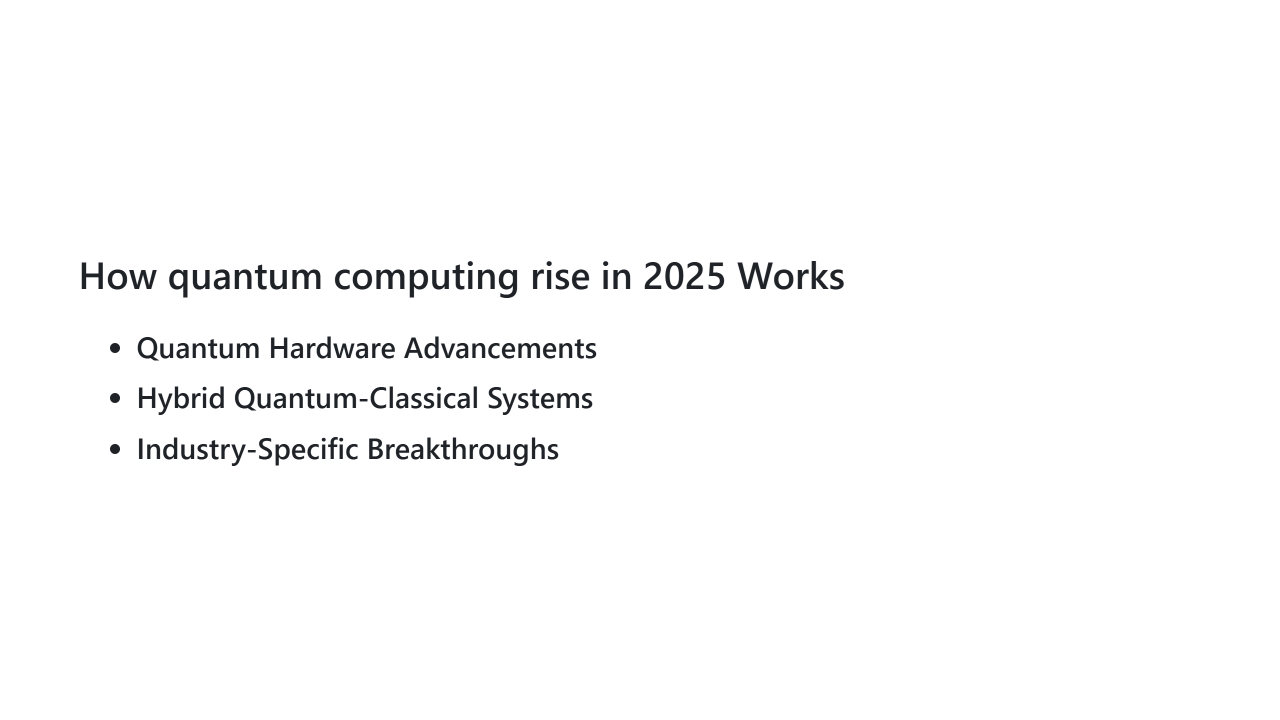 How quantum computing rise in 2025 Works
• Quantum Hardware Advancements
• Hybrid Quantum-Classical Systems
• Industry-Specific Breakthroughs